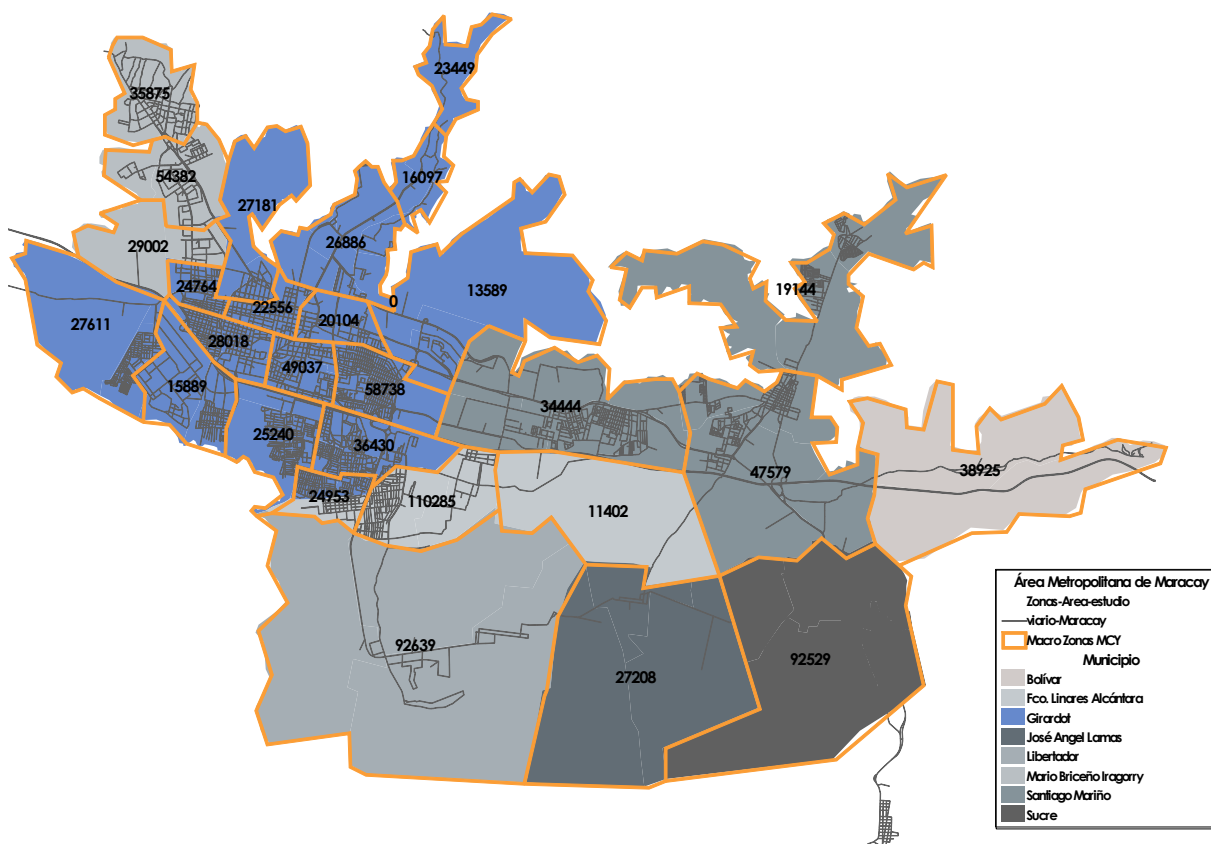 23449
35875
16097
54382
27181
26886
29002
24764
13589
19144
0
22556
20104
27611
28018
49037
15889
58738
34444
25240
36430
47579
38925
24953
110285
11402
92639
92529
27208
Área Metropolitana de Maracay
Zonas-Area-estudio
viario-Maracay
Macro Zonas MCY
Municipio
Bolívar
Fco. Linares Alcántara
Girardot
José Angel Lamas
Libertador
Mario Briceño Iragorry
Santiago Mariño
Sucre